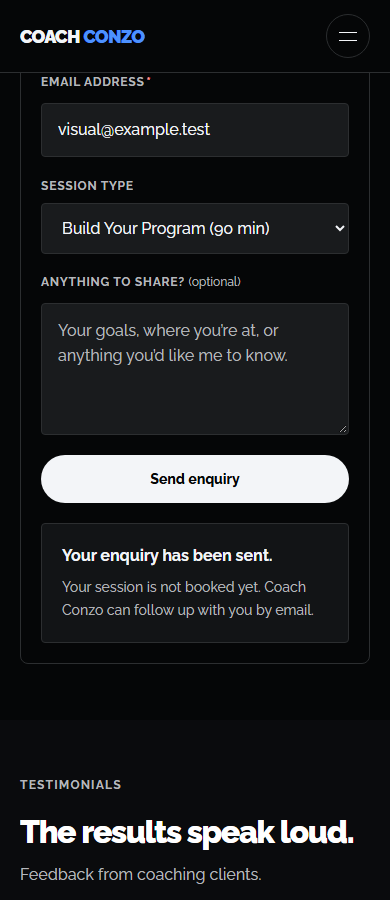 COACH CONZO
EMAIL ADDRESS*
visual@example.test
SESSION TYPE
Build Your Program (90 min)
ANYTHING TO SHARE? (optional)
Your goals, where you're at, or
anything you'd like me to know.
Send enquiry
Your enquiry has been sent.
Your session is not booked yet. Coach
Conzo can follow up with you by email.
TESTIMONIALS
The results speak loud.
Feedback from coaching clients.